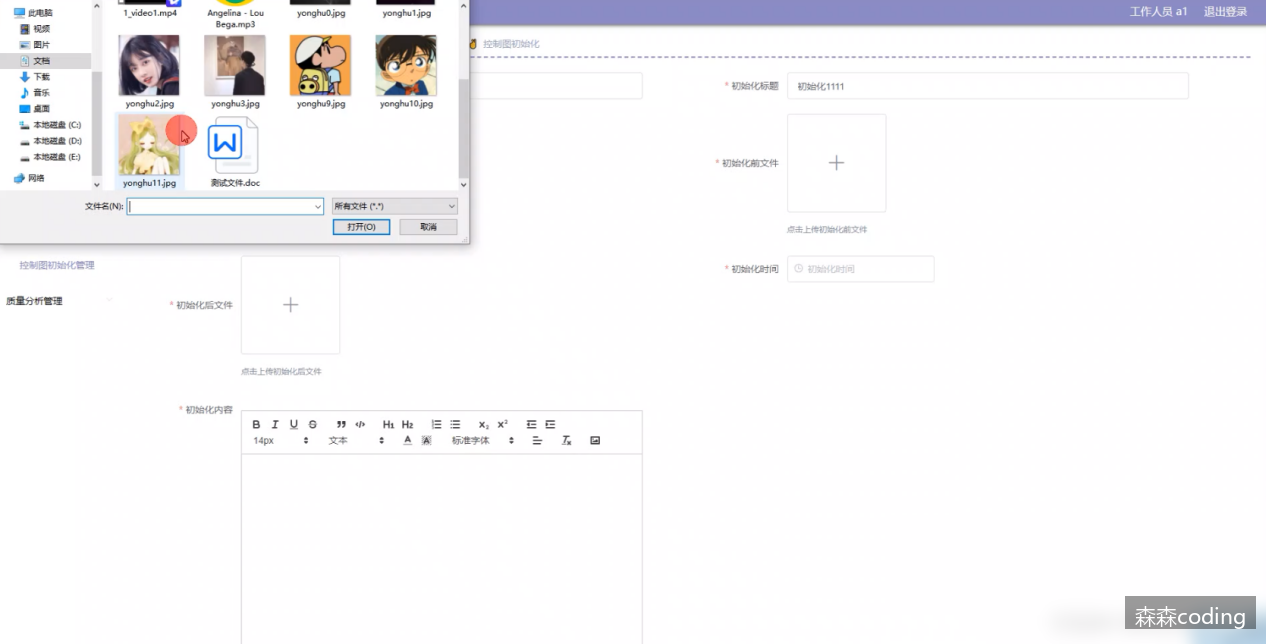 此电脑
视频
图片
文档
下载
音乐
桌面
本地磁盘 (C:)
本地磁盘 (D:)
本地磁盘 (E:)
网络
1_video1.mp4
Angelina - Lou Bega.mp3
yonghu0.jpg
yonghu1.jpg
yonghu2.jpg
yonghu3.jpg
yonghu9.jpg
yonghu10.jpg
yonghu11.jpg
测试文件.doc
文件名(N):
所有文件 (*.*)
打开(O)
取消
工作人员 a1
退出登录
控制图初始化
* 初始化标题
初始化1111
* 初始化前文件
点击上传初始化前文件
控制图初始化管理
* 初始化时间
初始化时间
质量分析管理
* 初始化后文件
点击上传初始化后文件
* 初始化内容
B I U S H1 H2 X2 X2
14px
文本
A A
标准字体
Tx
森森coding